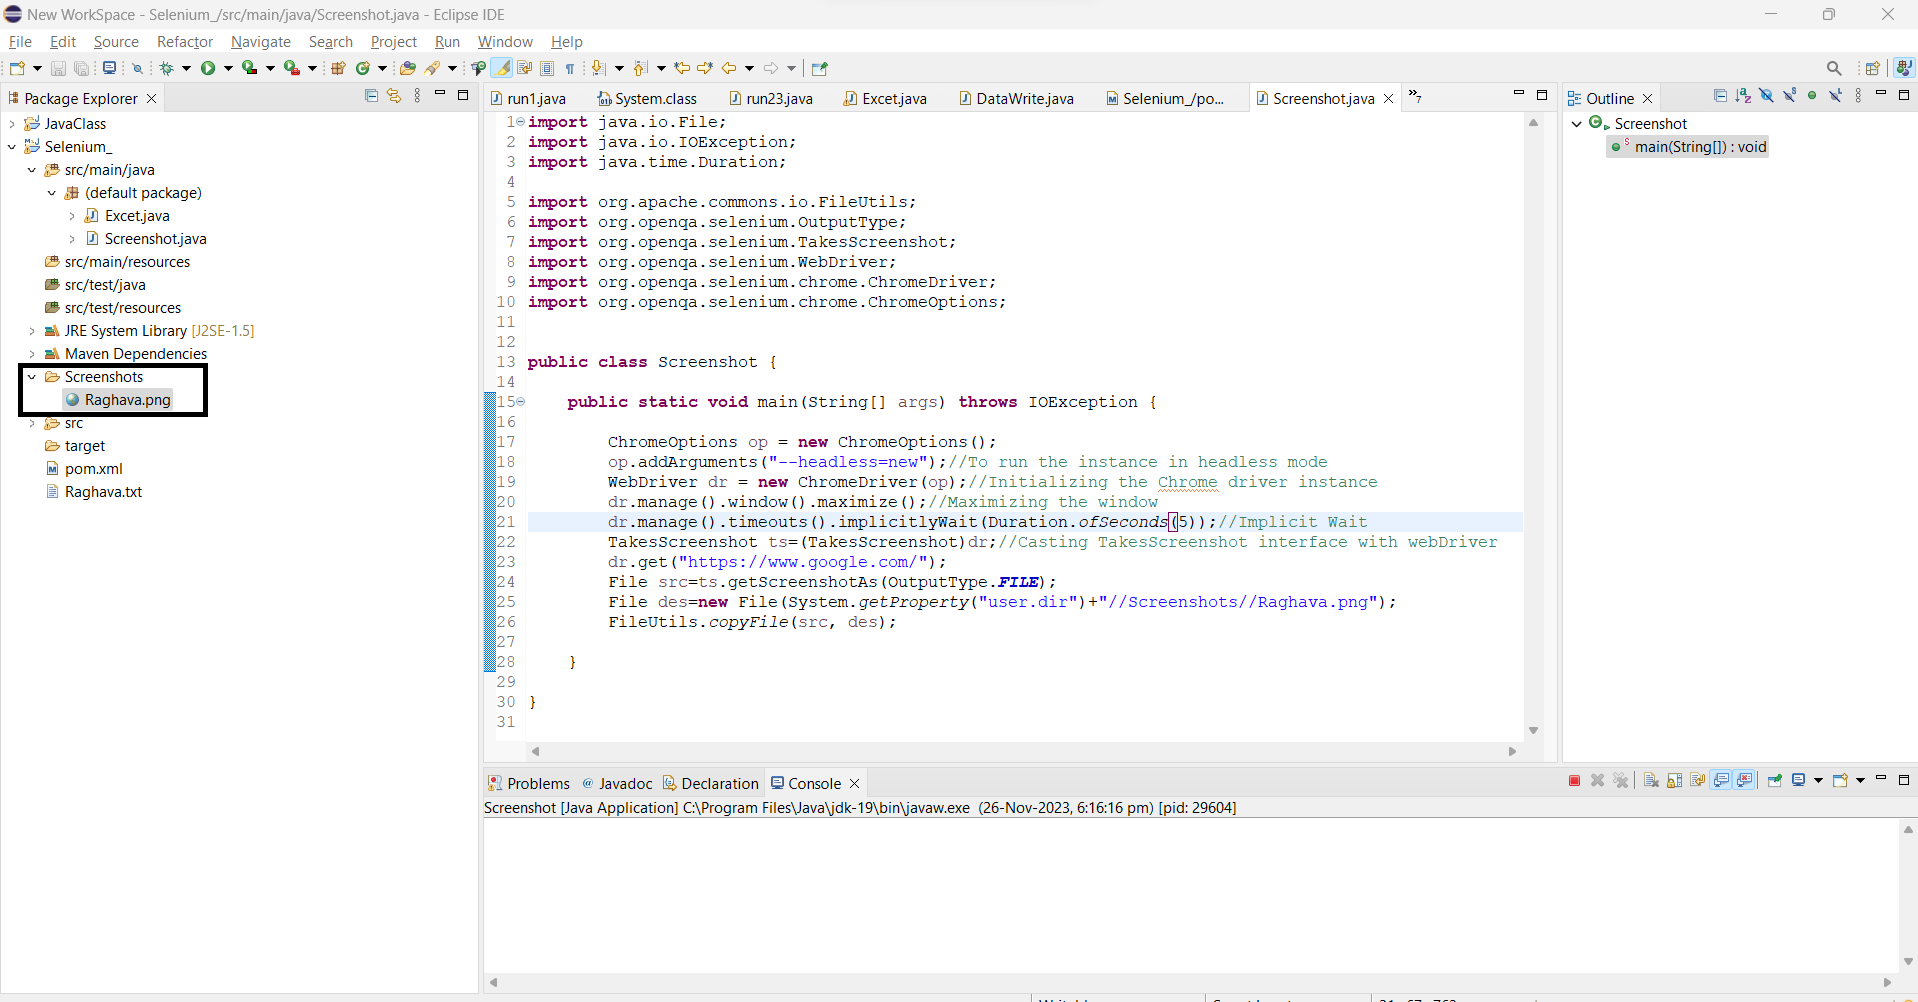 New WorkSpace - Selenium_/src/main/java/Screenshot.java - Eclipse IDE
File Edit Source Refactor Navigate Search Project Run Window Help
Package Explorer
JavaClass
Selenium_
src/main/java
(default package)
Excet.java
Screenshot.java
src/main/resources
src/test/java
src/test/resources
JRE System Library [J2SE-1.5]
Maven Dependencies
Screenshots
Raghava.png
src
target
pom.xml
Raghava.txt
run1.java System.class run23.java Excet.java DataWrite.java Selenium_/po... Screenshot.java »7
1 import java.io.File;
2 import java.io.IOException;
3 import java.time.Duration;
4
5 import org.apache.commons.io.FileUtils;
6 import org.openqa.selenium.OutputType;
7 import org.openqa.selenium.TakesScreenshot;
8 import org.openqa.selenium.WebDriver;
9 import org.openqa.selenium.chrome.ChromeDriver;
10 import org.openqa.selenium.chrome.ChromeOptions;
11
12
13 public class Screenshot {
14
15 public static void main(String[] args) throws IOException {
16
17 ChromeOptions op = new ChromeOptions();
18 op.addArguments("--headless=new");//To run the instance in headless mode
19 WebDriver dr = new ChromeDriver(op);//Initializing the Chrome driver instance
20 dr.manage().window().maximize();//Maximizing the window
21 dr.manage().timeouts().implicitlyWait(Duration.ofSeconds(5));//Implicit Wait
22 TakesScreenshot ts=(TakesScreenshot)dr;//Casting TakesScreenshot interface with webDriver
23 dr.get("https://www.google.com/");
24 File src=ts.getScreenshotAs(OutputType.FILE);
25 File des=new File(System.getProperty("user.dir")+"//Screenshots//Raghava.png");
26 FileUtils.copyFile(src, des);
27
28 }
29
30 }
31
Outline
Screenshot
main(String[]) : void
Problems Javadoc Declaration Console
Screenshot [Java Application] C:\Program Files\Java\jdk-19\bin\javaw.exe (26-Nov-2023, 6:16:16 pm) [pid: 29604]